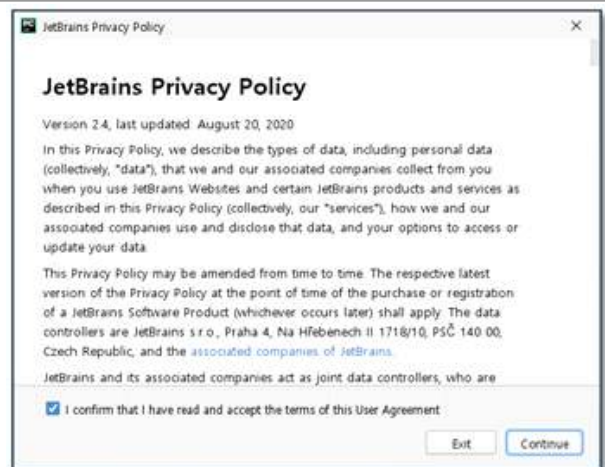 JetBrains Privacy Policy
JetBrains Privacy Policy
Version 2.4, last updated: August 20, 2020
In this Privacy Policy, we describe the types of data, including personal data
(collectively, "data"), that we and our associated companies collect from you
when you use JetBrains Websites and certain JetBrains products and services as
described in this Privacy Policy (collectively, our "services"), how we and our
associated companies use and disclose that data, and your options to access or
update your data.
This Privacy Policy may be amended from time to time. The respective latest
version of the Privacy Policy at the point of time of the purchase or registration
of a JetBrains Software Product (whichever occurs later) shall apply. The data
controllers are JetBrains s.r.o., Praha 4, Na Hřebenech II 1718/10, PSČ 140 00,
Czech Republic, and the associated companies of JetBrains.
JetBrains and its associated companies act as joint data controllers, who are
I confirm that I have read and accept the terms of this User Agreement
Exit Continue